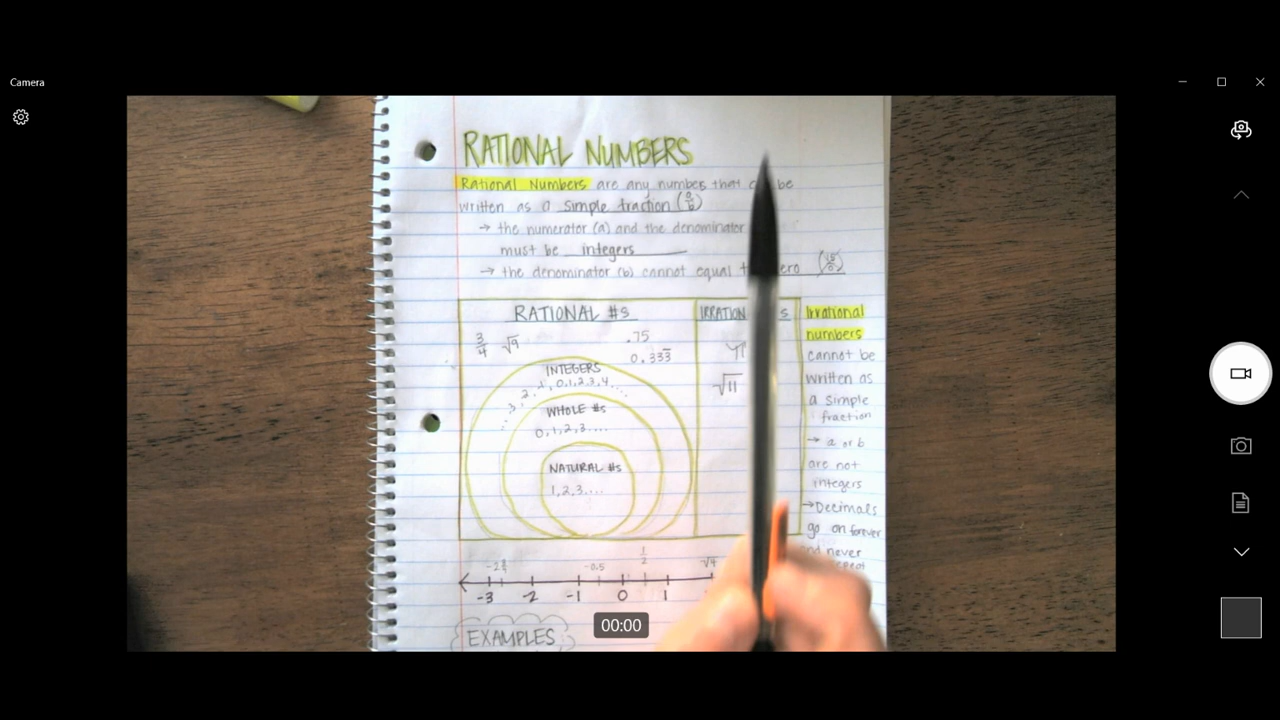 Camera
RATIONAL NUMBERS
Rational Numbers are any number that be
written as a simple fraction (a/b)
→ the numerator (a) and the denominator
must be integers
→ the denominator (b) cannot equal
RATIONAL #s
IRRATION s
3/4 √9 .75
0.333̅
π
√11
INTEGERS
-3, -2, -1, 0, 1, 2, 3, 4 ....
WHOLE #s
0, 1, 2, 3 ....
NATURAL #s
1, 2, 3 ....
Irrational
numbers
cannot be
written as
a simple
fraction
→ a or b
are not
integers
→ Decimals
go on forever
never
-0.5 1/2
-3 -2 -1 0 1
00:00
EXAMPLES